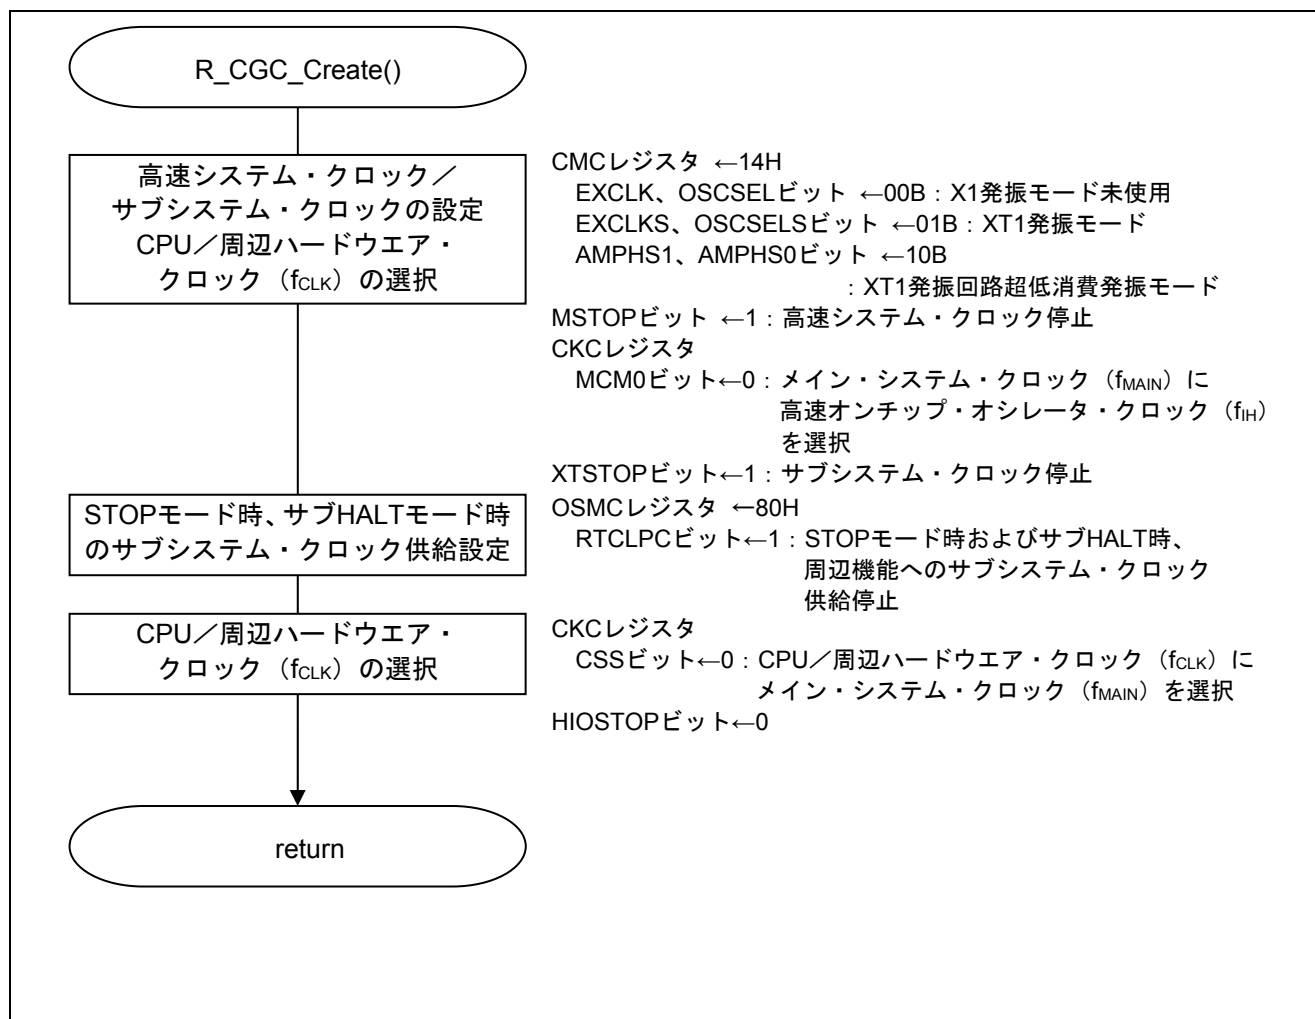 R_CGC_Create()
高速システム・クロック／
サブシステム・クロックの設定
CPU／周辺ハードウエア・
クロック（fCLK）の選択
CMCレジスタ ←14H
EXCLK、OSCSELビット ←00B：X1発振モード未使用
EXCLKS、OSCSELSビット ←01B：XT1発振モード
AMPHS1、AMPHS0ビット ←10B
：XT1発振回路超低消費発振モード
MSTOPビット ←1：高速システム・クロック停止
CKCレジスタ
MCM0ビット←0：メイン・システム・クロック（fMAIN）に
高速オンチップ・オシレータ・クロック（fIH）
を選択
XTSTOPビット←1：サブシステム・クロック停止
STOPモード時、サブHALTモード時
のサブシステム・クロック供給設定
OSMCレジスタ ←80H
RTCLPCビット←1：STOPモード時およびサブHALT時、
周辺機能へのサブシステム・クロック
供給停止
CPU／周辺ハードウエア・
クロック（fCLK）の選択
CKCレジスタ
CSSビット←0：CPU／周辺ハードウエア・クロック（fCLK）に
メイン・システム・クロック（fMAIN）を選択
HIOSTOPビット←0
return